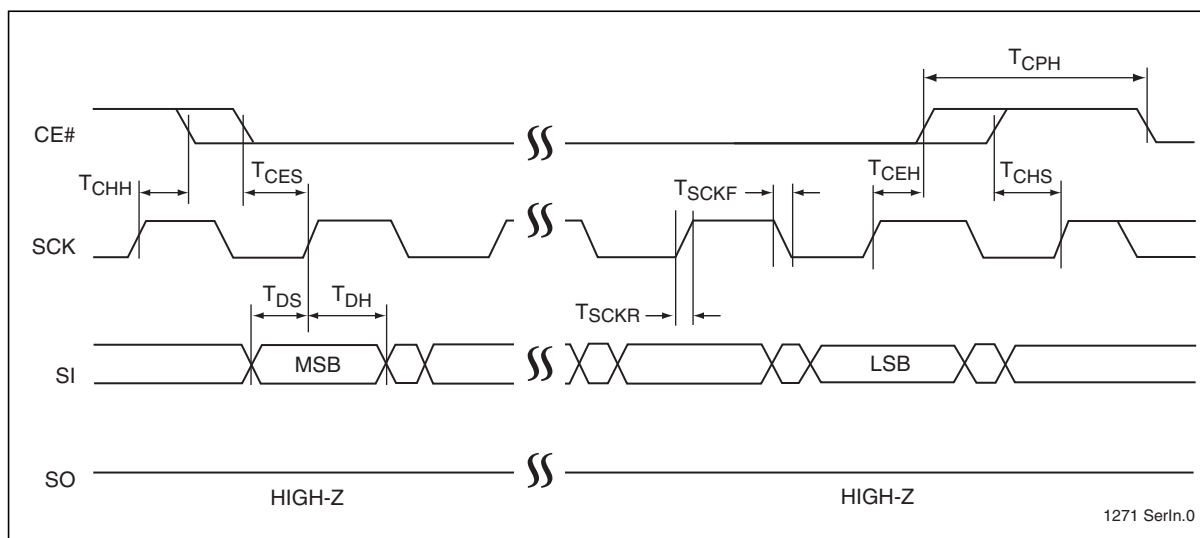 TCPH
CE#
TCHH
TCES
TSCKF
TCEH
TCHS
SCK
TDS
TDH
TSCKR
SI
MSB
LSB
SO
HIGH-Z
HIGH-Z
1271 SerIn.0